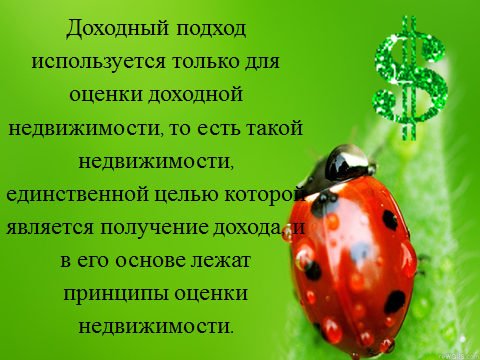 Доходный подход
используется только для
оценки доходной
недвижимости, то есть такой
недвижимости,
единственной целью которой
является получение дохода, и
в его основе лежат
принципы оценки
недвижимости.
$